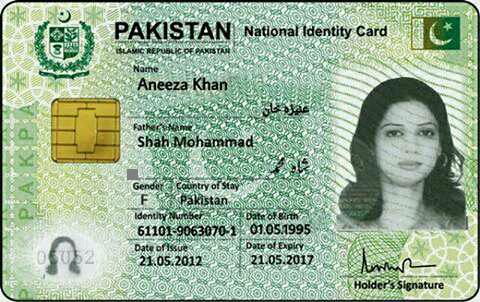 PAKISTAN National Identity Card
ISLAMIC REPUBLIC OF PAKISTAN
Name
Aneeza Khan
عنیزہ خان
Father's Name
Shah Mohammad
شاہ محمد
Gender Country of Stay
F Pakistan
Identity Number Date of Birth
61101-9063070-1 01.05.1995
Date of Issue Date of Expiry
21.05.2012 21.05.2017
Holder's Signature